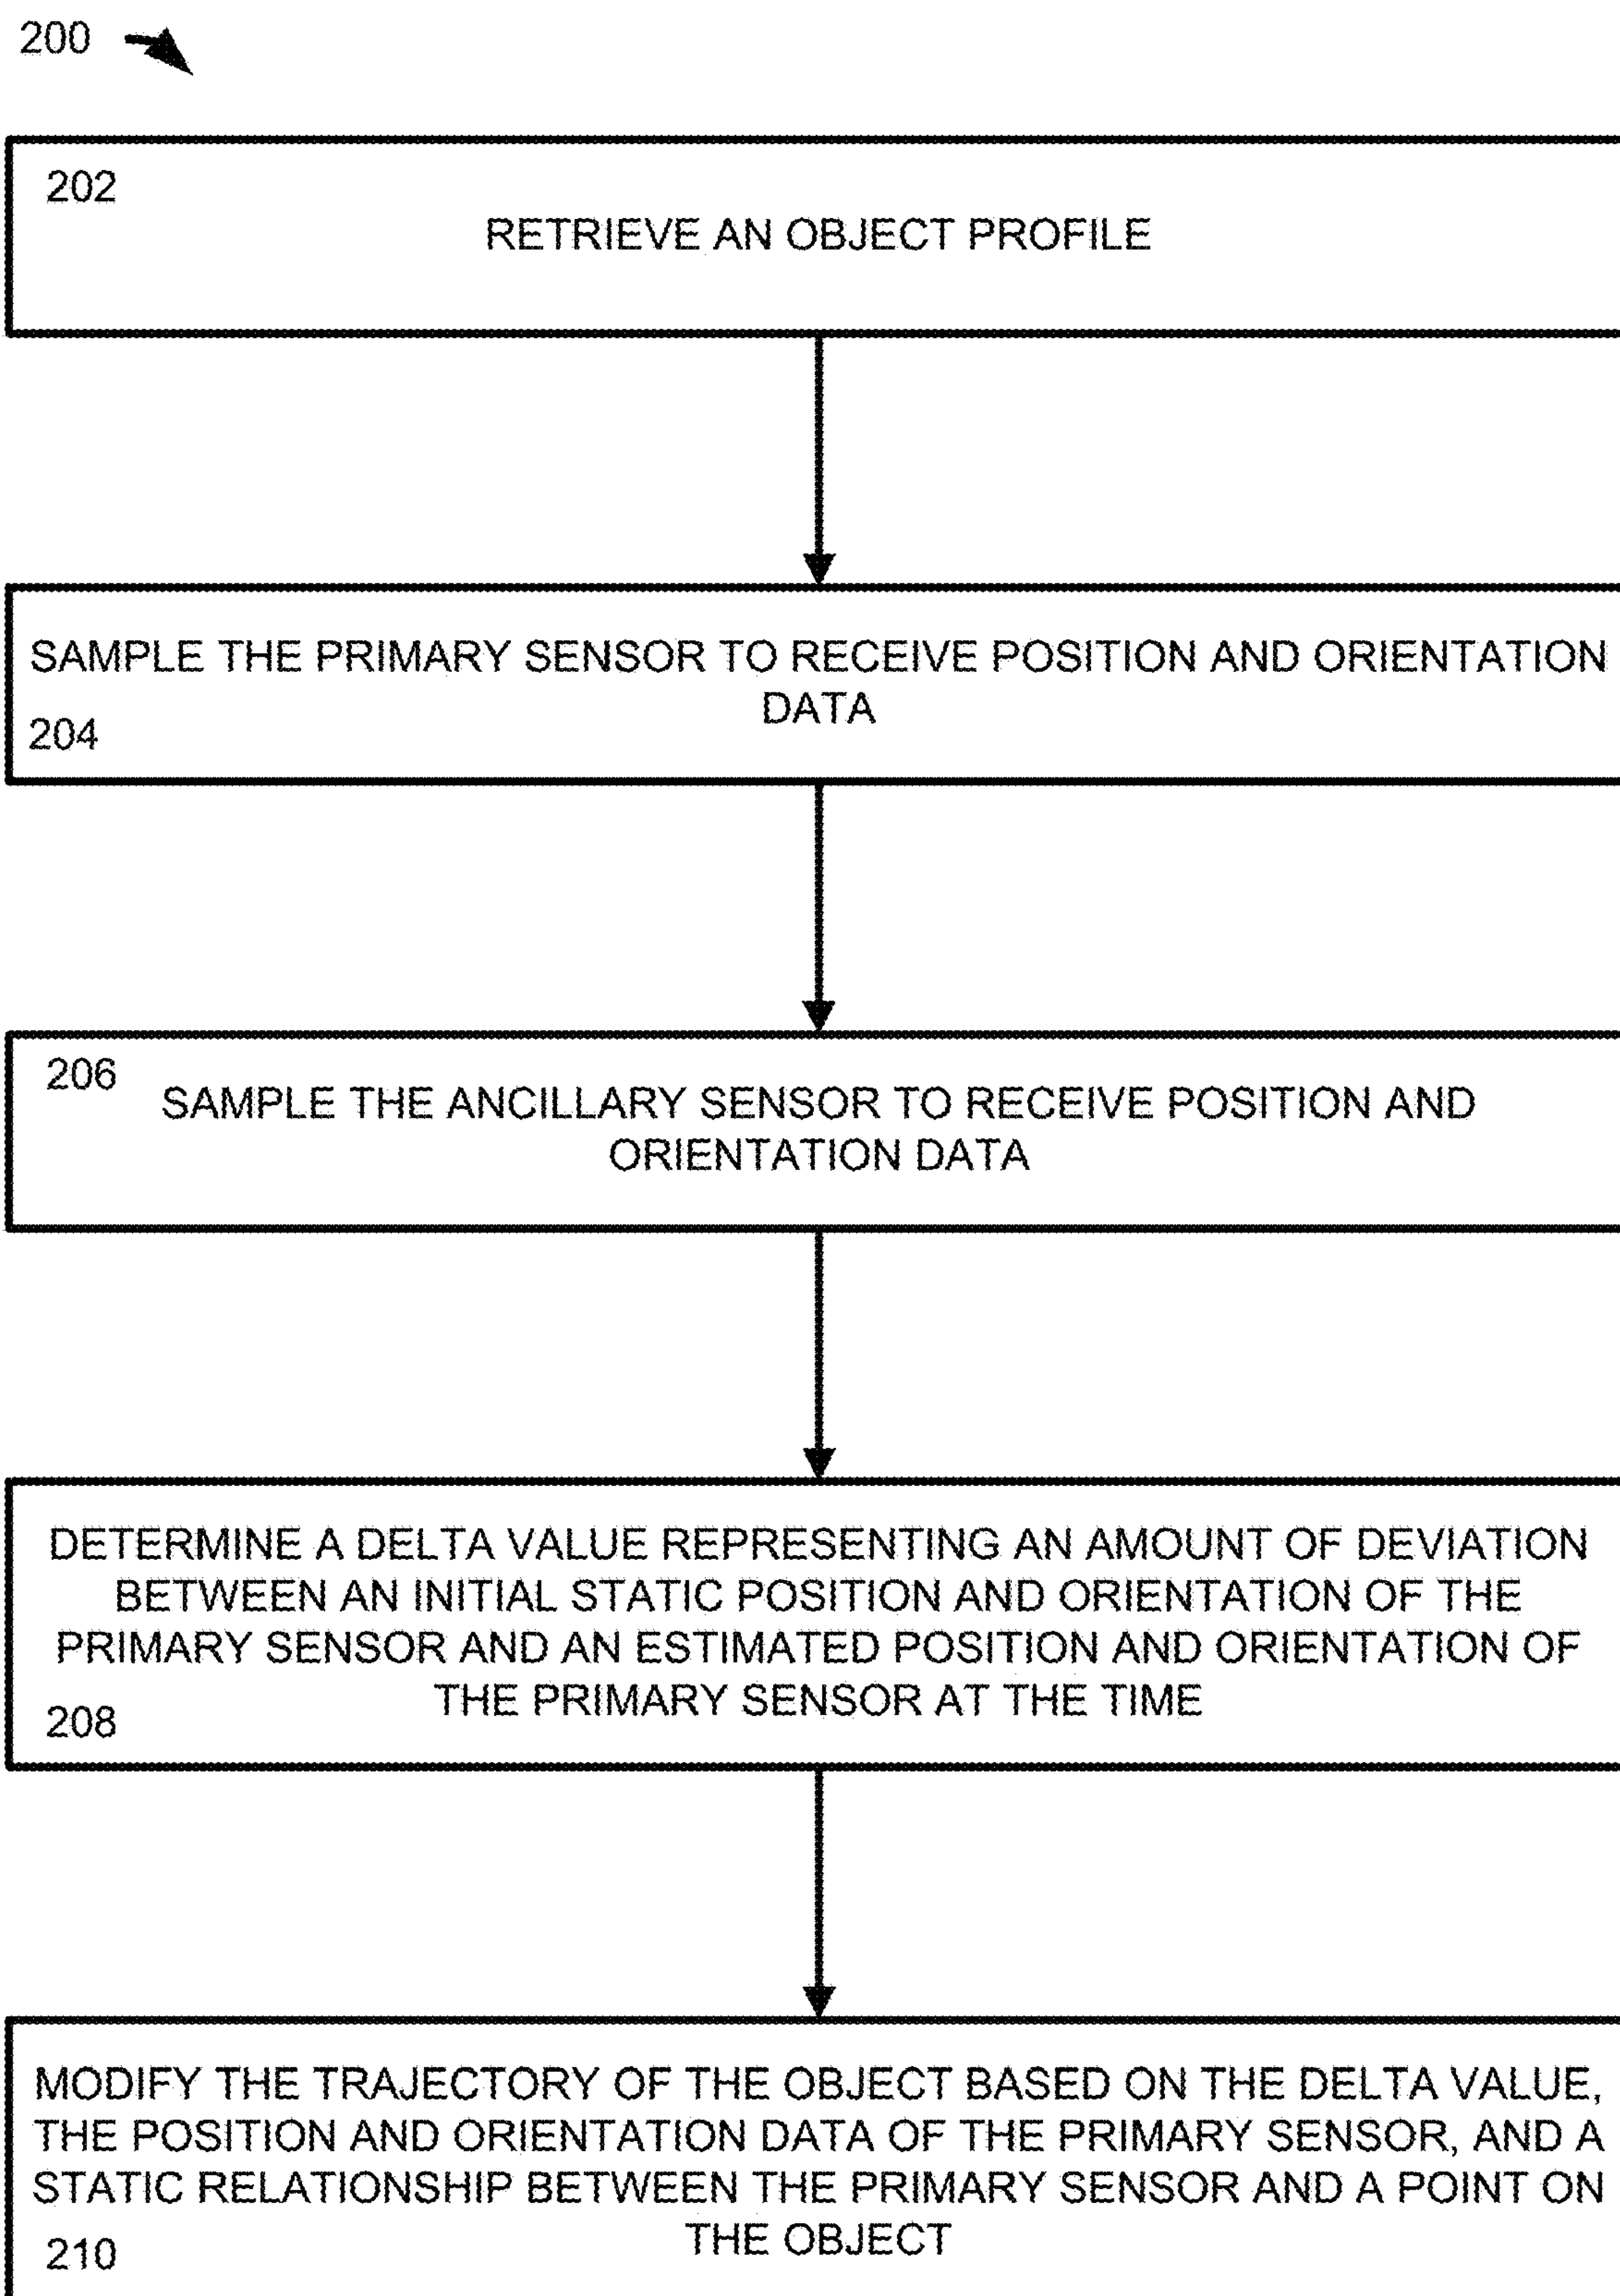 200
202
RETRIEVE AN OBJECT PROFILE
SAMPLE THE PRIMARY SENSOR TO RECEIVE POSITION AND ORIENTATION
DATA
204
206
SAMPLE THE ANCILLARY SENSOR TO RECEIVE POSITION AND
ORIENTATION DATA
DETERMINE A DELTA VALUE REPRESENTING AN AMOUNT OF DEVIATION
BETWEEN AN INITIAL STATIC POSITION AND ORIENTATION OF THE
PRIMARY SENSOR AND AN ESTIMATED POSITION AND ORIENTATION OF
THE PRIMARY SENSOR AT THE TIME
208
MODIFY THE TRAJECTORY OF THE OBJECT BASED ON THE DELTA VALUE,
THE POSITION AND ORIENTATION DATA OF THE PRIMARY SENSOR, AND A
STATIC RELATIONSHIP BETWEEN THE PRIMARY SENSOR AND A POINT ON
THE OBJECT
210